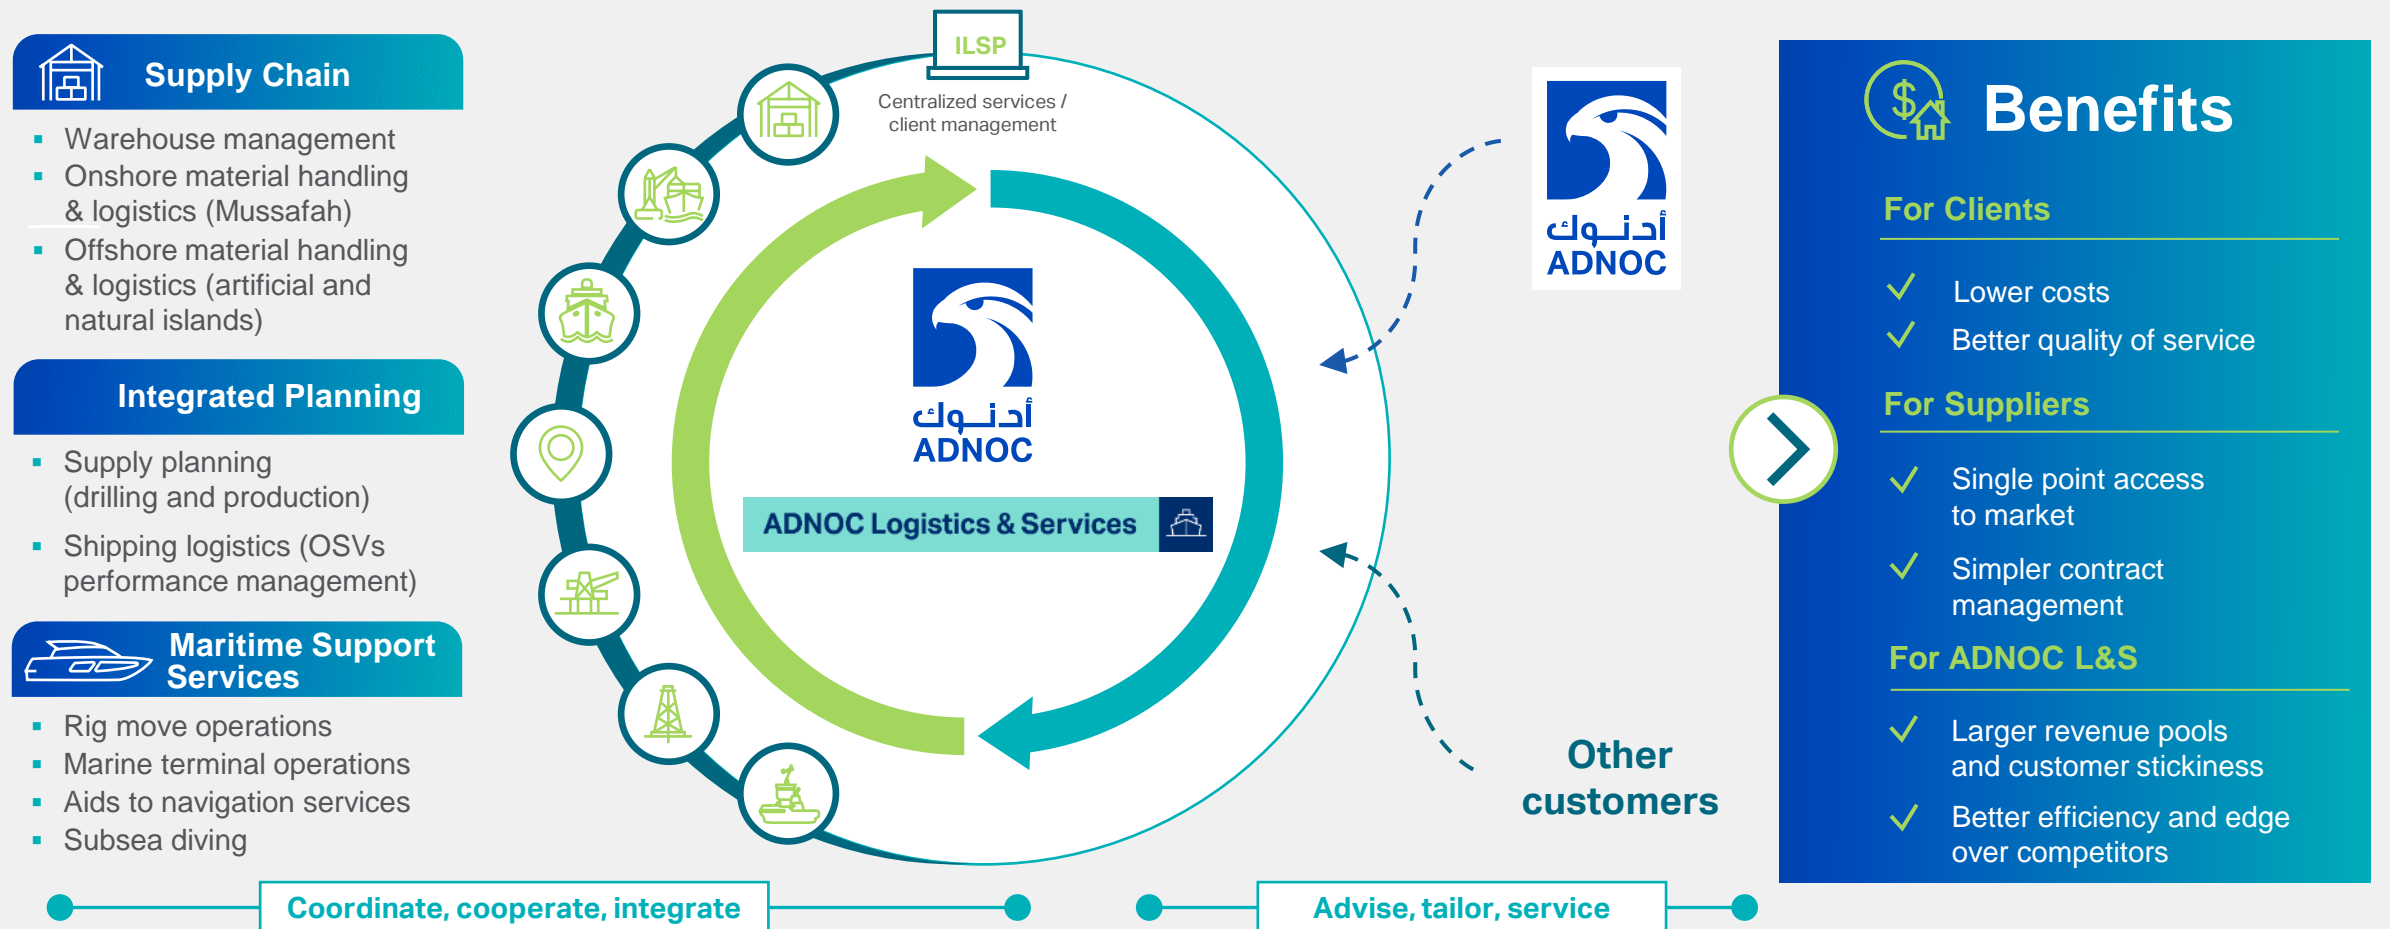 Supply Chain
Warehouse management
Onshore material handling
& logistics (Mussafah)
Offshore material handling
& logistics (artificial and
natural islands)
Integrated Planning
Supply planning
(drilling and production)
Shipping logistics (OSVs
performance management)
Maritime Support
Services
Rig move operations
Marine terminal operations
Aids to navigation services
Subsea diving
ILSP
Centralized services /
client management
أدنوك
ADNOC
ADNOC Logistics & Services
أدنوك
ADNOC
Other
customers
Coordinate, cooperate, integrate
Advise, tailor, service
Benefits
For Clients
Lower costs
Better quality of service
For Suppliers
Single point access
to market
Simpler contract
management
For ADNOC L&S
Larger revenue pools
and customer stickiness
Better efficiency and edge
over competitors